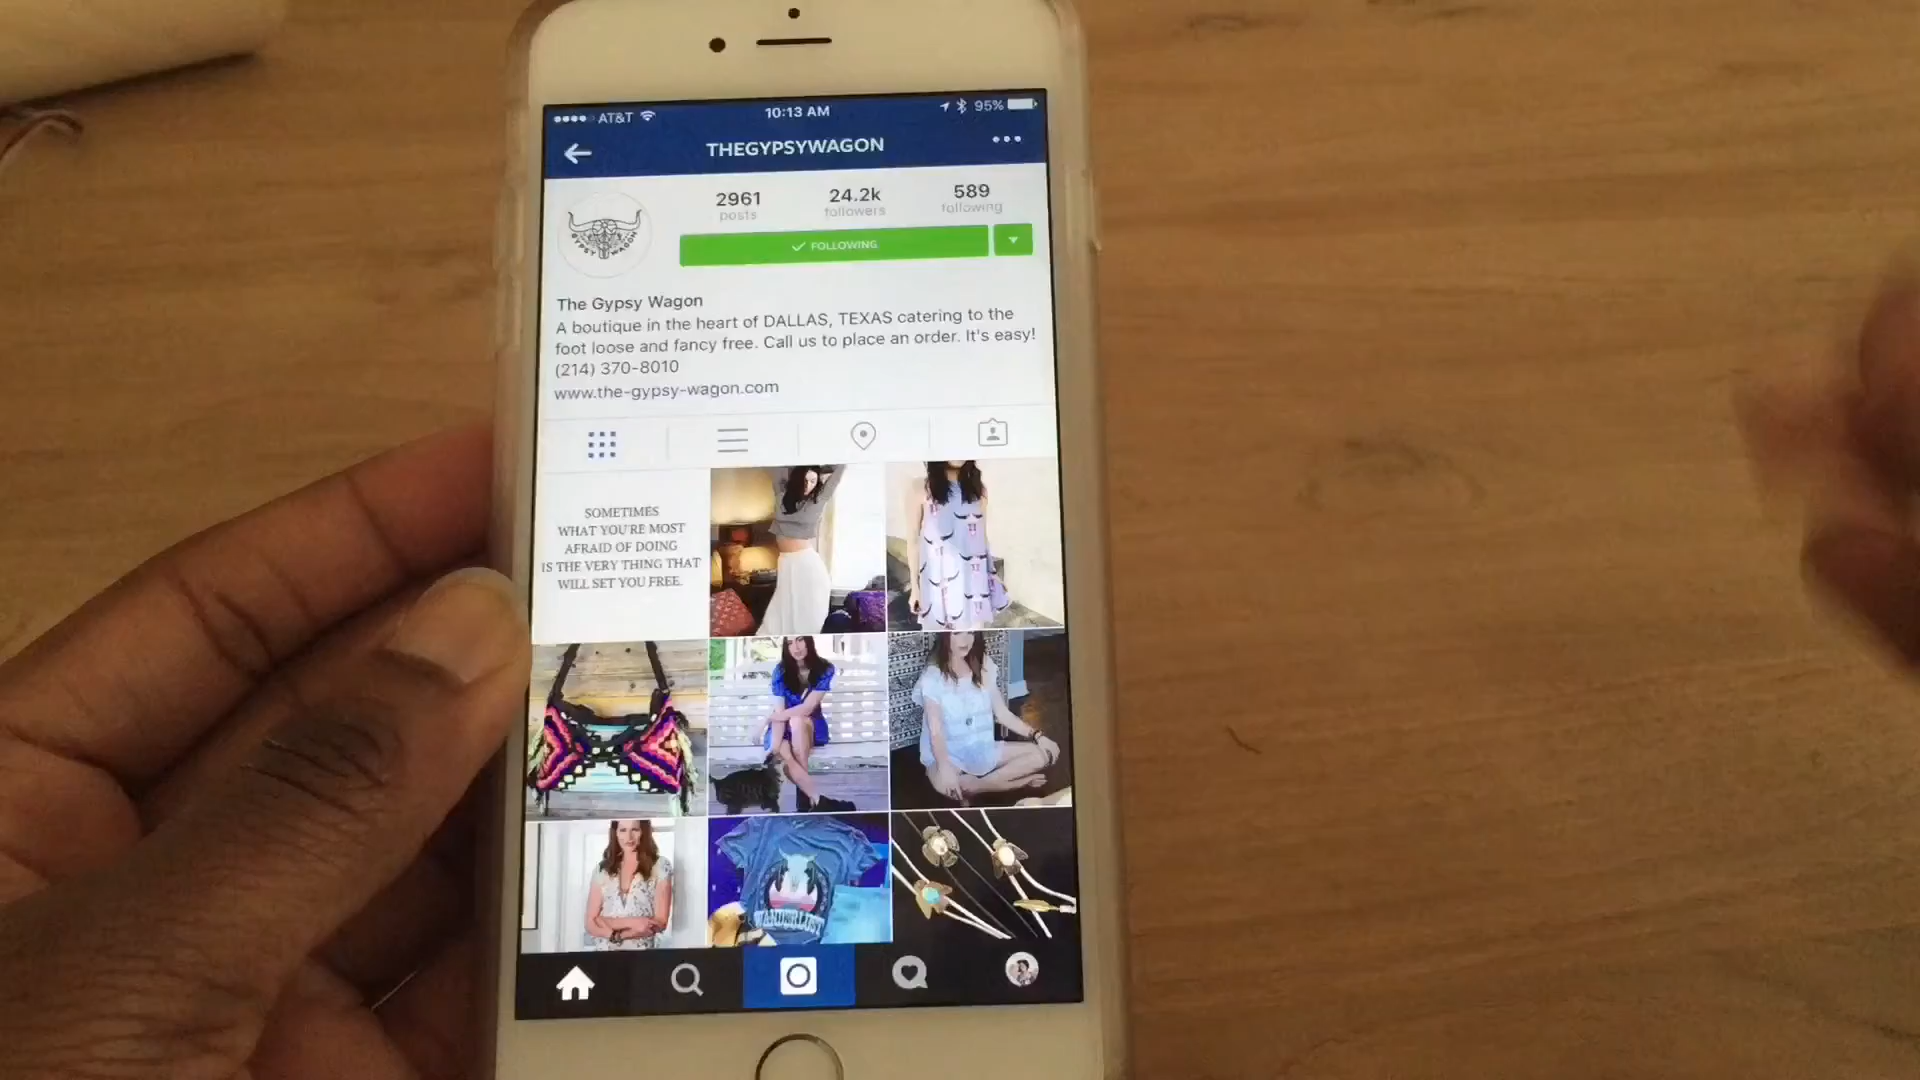 AT&T
10:13 AM
95%
THEGYPSYWAGON
2961
24.2k
589
posts
followers
following
FOLLOWING
GYPSY WAGON
The Gypsy Wagon
A boutique in the heart of DALLAS, TEXAS catering to the
foot loose and fancy free. Call us to place an order. It's easy!
(214) 370-8010
www.the-gypsy-wagon.com
SOMETIMES
WHAT YOU'RE MOST
AFRAID OF DOING
IS THE VERY THING THAT
WILL SET YOU FREE.
WANDERLUST